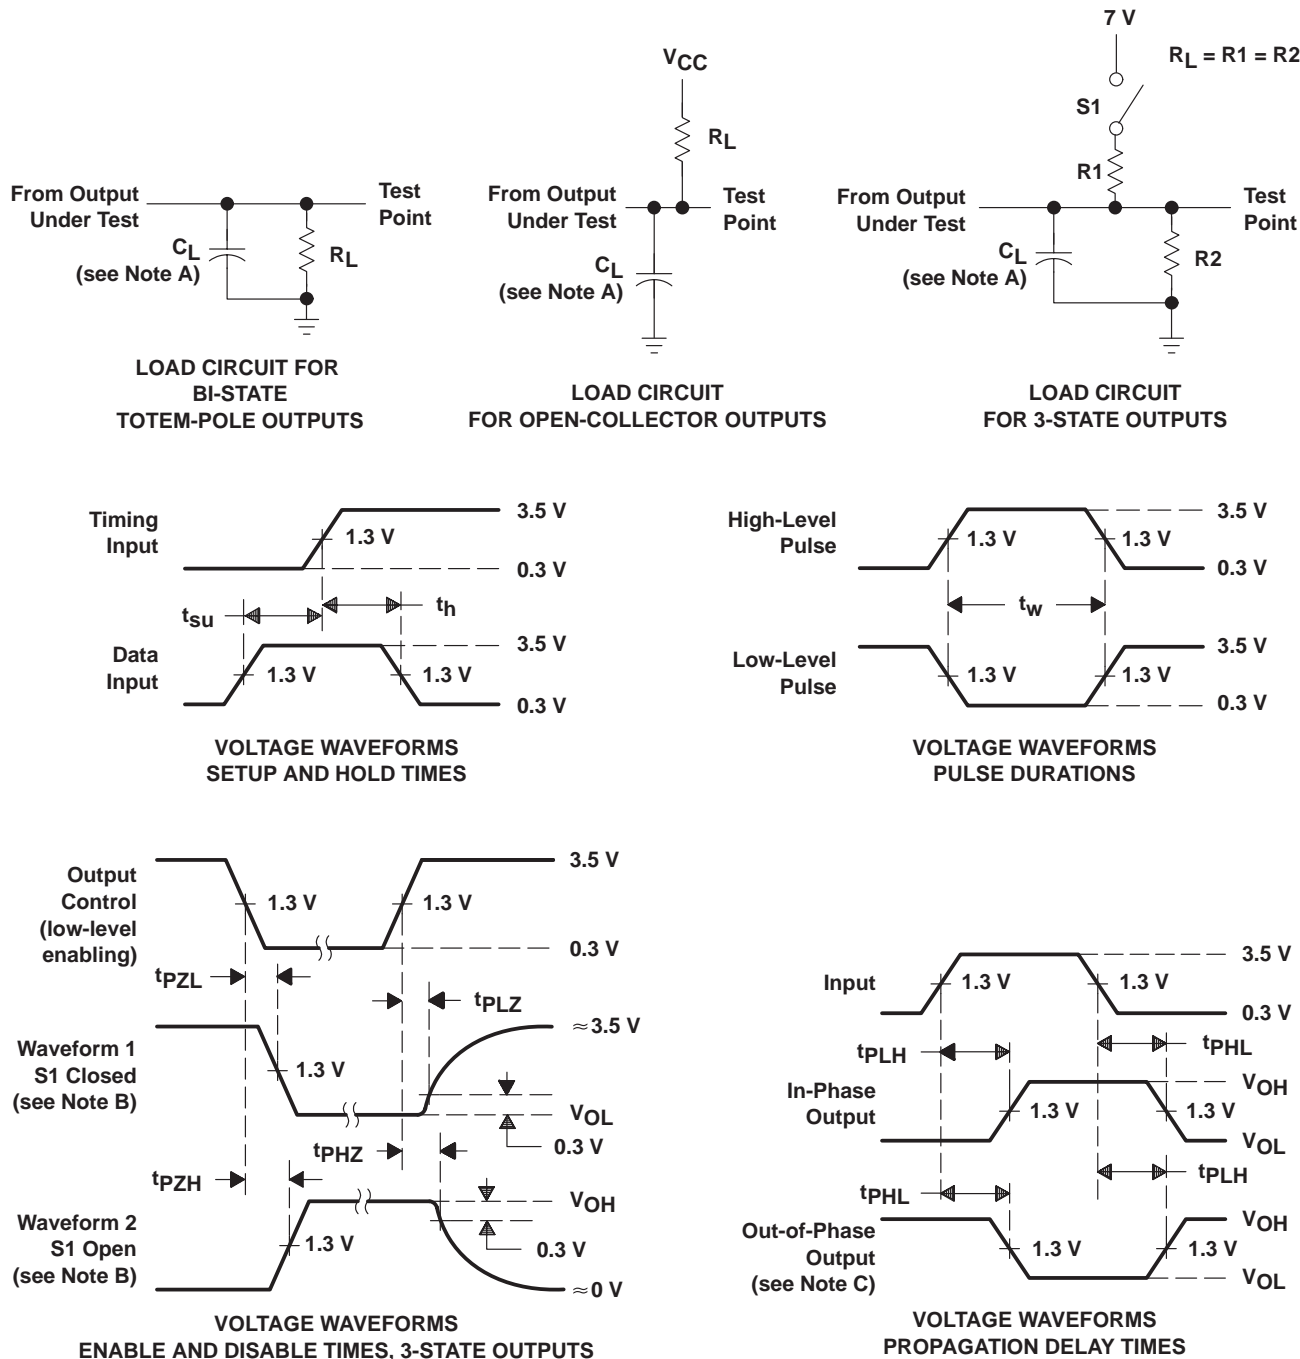 From Output
Under Test
Test
Point
CL
(see Note A)
RL
LOAD CIRCUIT FOR
BI-STATE
TOTEM-POLE OUTPUTS
VCC
RL
From Output
Under Test
Test
Point
CL
(see Note A)
LOAD CIRCUIT
FOR OPEN-COLLECTOR OUTPUTS
7 V
RL = R1 = R2
S1
R1
From Output
Under Test
Test
Point
CL
(see Note A)
R2
LOAD CIRCUIT
FOR 3-STATE OUTPUTS
Timing
Input
3.5 V
1.3 V
0.3 V
tsu
th
Data
Input
3.5 V
1.3 V
1.3 V
0.3 V
VOLTAGE WAVEFORMS
SETUP AND HOLD TIMES
High-Level
Pulse
3.5 V
1.3 V
1.3 V
0.3 V
tw
Low-Level
Pulse
3.5 V
1.3 V
1.3 V
0.3 V
VOLTAGE WAVEFORMS
PULSE DURATIONS
Output
Control
(low-level
enabling)
3.5 V
1.3 V
1.3 V
0.3 V
tPZL
tPLZ
Waveform 1
S1 Closed
(see Note B)
≈3.5 V
1.3 V
VOL
0.3 V
tPHZ
tPZH
Waveform 2
S1 Open
(see Note B)
VOH
1.3 V
0.3 V
≈0 V
VOLTAGE WAVEFORMS
ENABLE AND DISABLE TIMES, 3-STATE OUTPUTS
Input
3.5 V
1.3 V
1.3 V
0.3 V
tPLH
tPHL
In-Phase
Output
VOH
1.3 V
1.3 V
VOL
tPHL
tPLH
Out-of-Phase
Output
(see Note C)
VOH
1.3 V
1.3 V
VOL
VOLTAGE WAVEFORMS
PROPAGATION DELAY TIMES